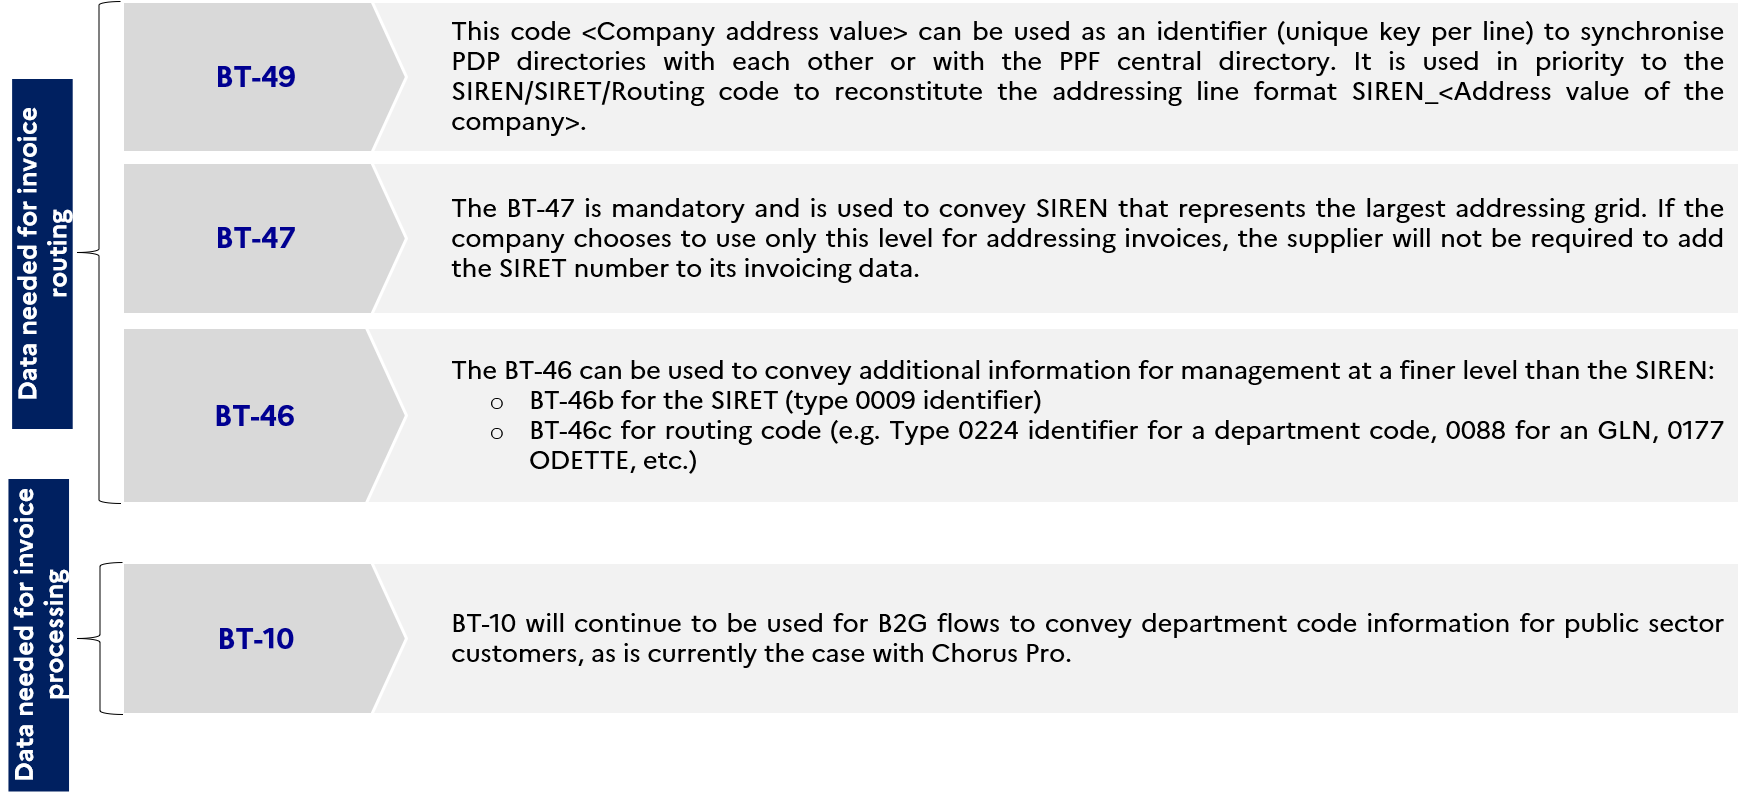 Data needed for invoice
routing
BT-49
This code <Company address value> can be used as an identifier (unique key per line) to synchronise
PDP directories with each other or with the PPF central directory. It is used in priority to the
SIREN/SIRET/Routing code to reconstitute the addressing line format SIREN_<Address value of the
company>.
BT-47
The BT-47 is mandatory and is used to convey SIREN that represents the largest addressing grid. If the
company chooses to use only this level for addressing invoices, the supplier will not be required to add
the SIRET number to its invoicing data.
BT-46
The BT-46 can be used to convey additional information for management at a finer level than the SIREN:
o BT-46b for the SIRET (type 0009 identifier)
o BT-46c for routing code (e.g. Type 0224 identifier for a department code, 0088 for an GLN, 0177
ODETTE, etc.)
Data needed for invoice
processing
BT-10
BT-10 will continue to be used for B2G flows to convey department code information for public sector
customers, as is currently the case with Chorus Pro.